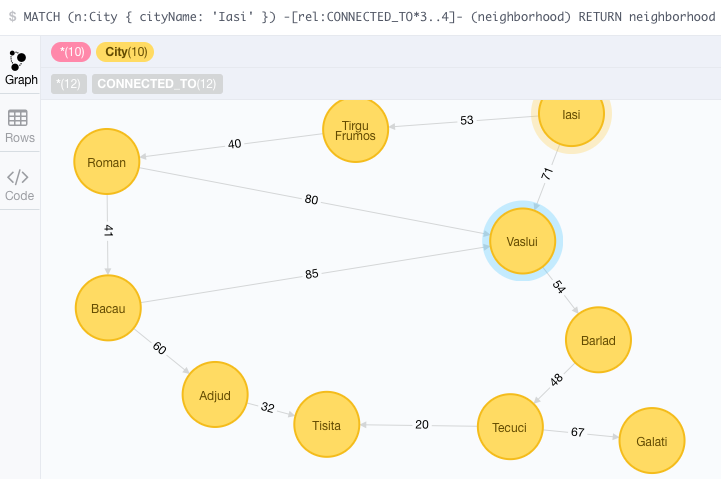 $ MATCH (n:City { cityName: 'Iasi' }) -[rel:CONNECTED_TO*3..4]- (neighborhood) RETURN neighborhood
*(10) City(10)
Graph
*(12) CONNECTED_TO(12)
Rows
Code
Iasi
53
Tirgu
Frumos
40
Roman
71
80
41
Vaslui
85
54
Bacau
60
Barlad
48
Adjud
32
Tisita
20
Tecuci
67
Galati